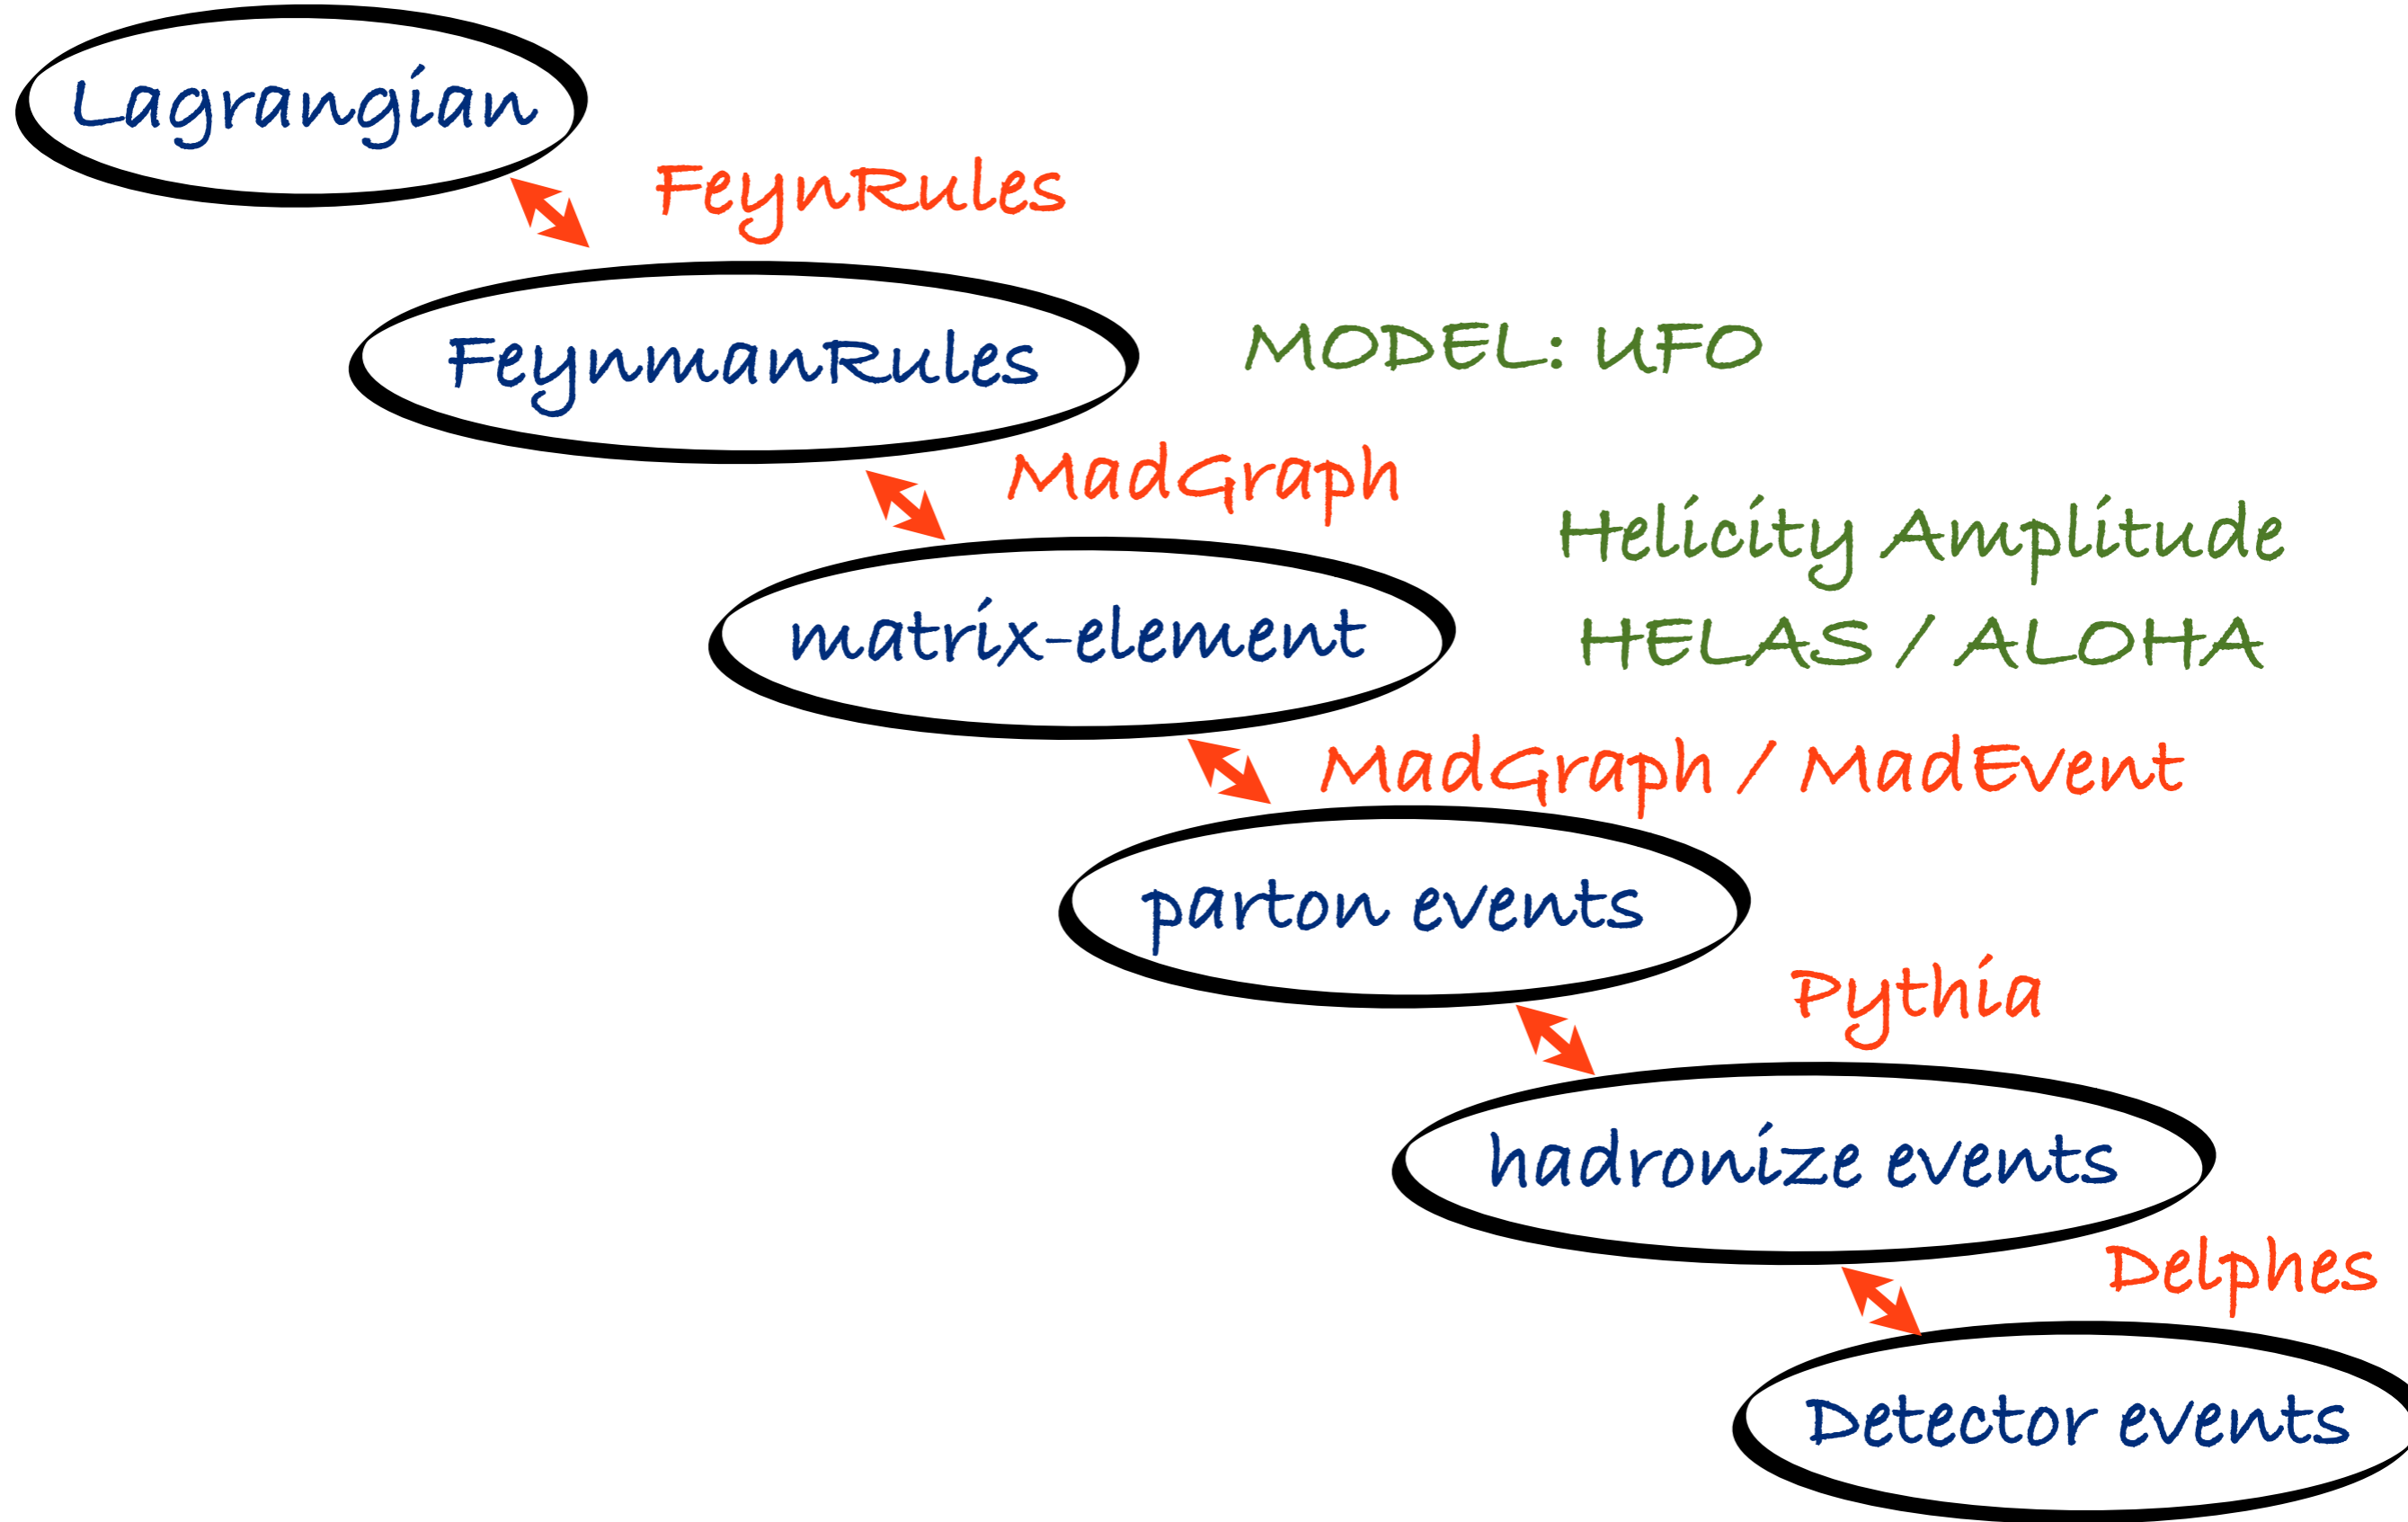 Lagrangian
FeynRules
FeynmanRules
MODEL: UFO
MadGraph
Helicity Amplitude
matrix-element
HELAS / ALOHA
MadGraph / MadEvent
parton events
Pythia
hadronize events
Delphes
Detector events